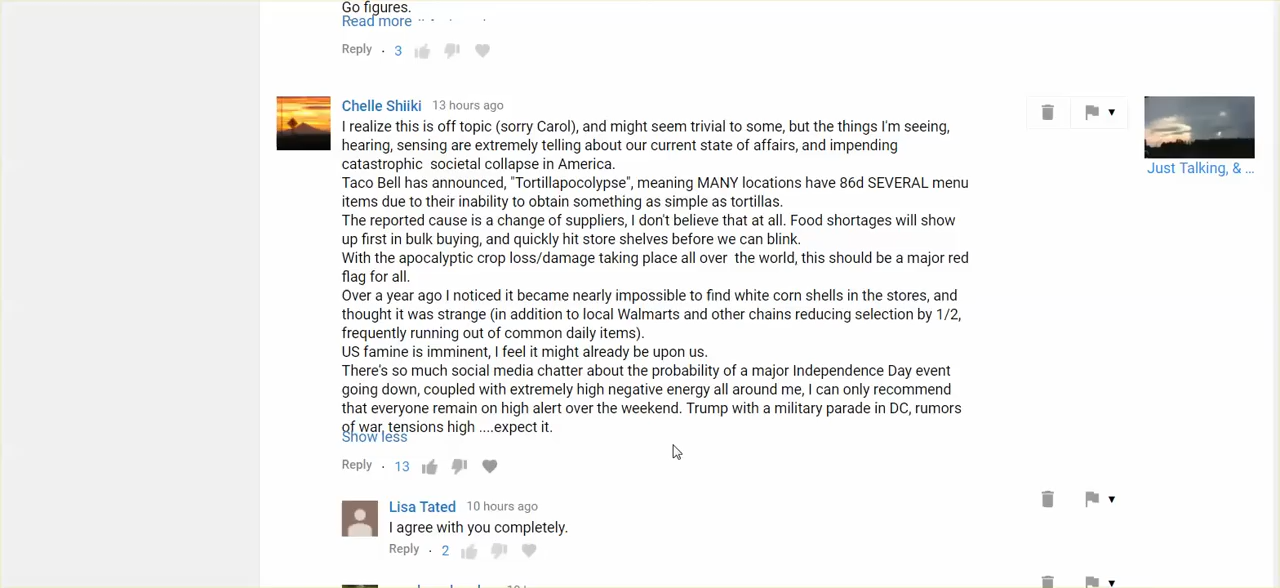 Go figures.
Read more
Reply · 3
Chelle Shiiki 13 hours ago
I realize this is off topic (sorry Carol), and might seem trivial to some, but the things I'm seeing,
hearing, sensing are extremely telling about our current state of affairs, and impending
catastrophic societal collapse in America.
Taco Bell has announced, "Tortillapocolypse", meaning MANY locations have 86d SEVERAL menu
items due to their inability to obtain something as simple as tortillas.
The reported cause is a change of suppliers, I don't believe that at all. Food shortages will show
up first in bulk buying, and quickly hit store shelves before we can blink.
With the apocalyptic crop loss/damage taking place all over the world, this should be a major red
flag for all.
Over a year ago I noticed it became nearly impossible to find white corn shells in the stores, and
thought it was strange (in addition to local Walmarts and other chains reducing selection by 1/2,
frequently running out of common daily items).
US famine is imminent, I feel it might already be upon us.
There's so much social media chatter about the probability of a major Independence Day event
going down, coupled with extremely high negative energy all around me, I can only recommend
that everyone remain on high alert over the weekend. Trump with a military parade in DC, rumors
of war, tensions high ....expect it.
Show less
Reply · 13
Just Talking, & ...
Lisa Tated 10 hours ago
I agree with you completely.
Reply · 2